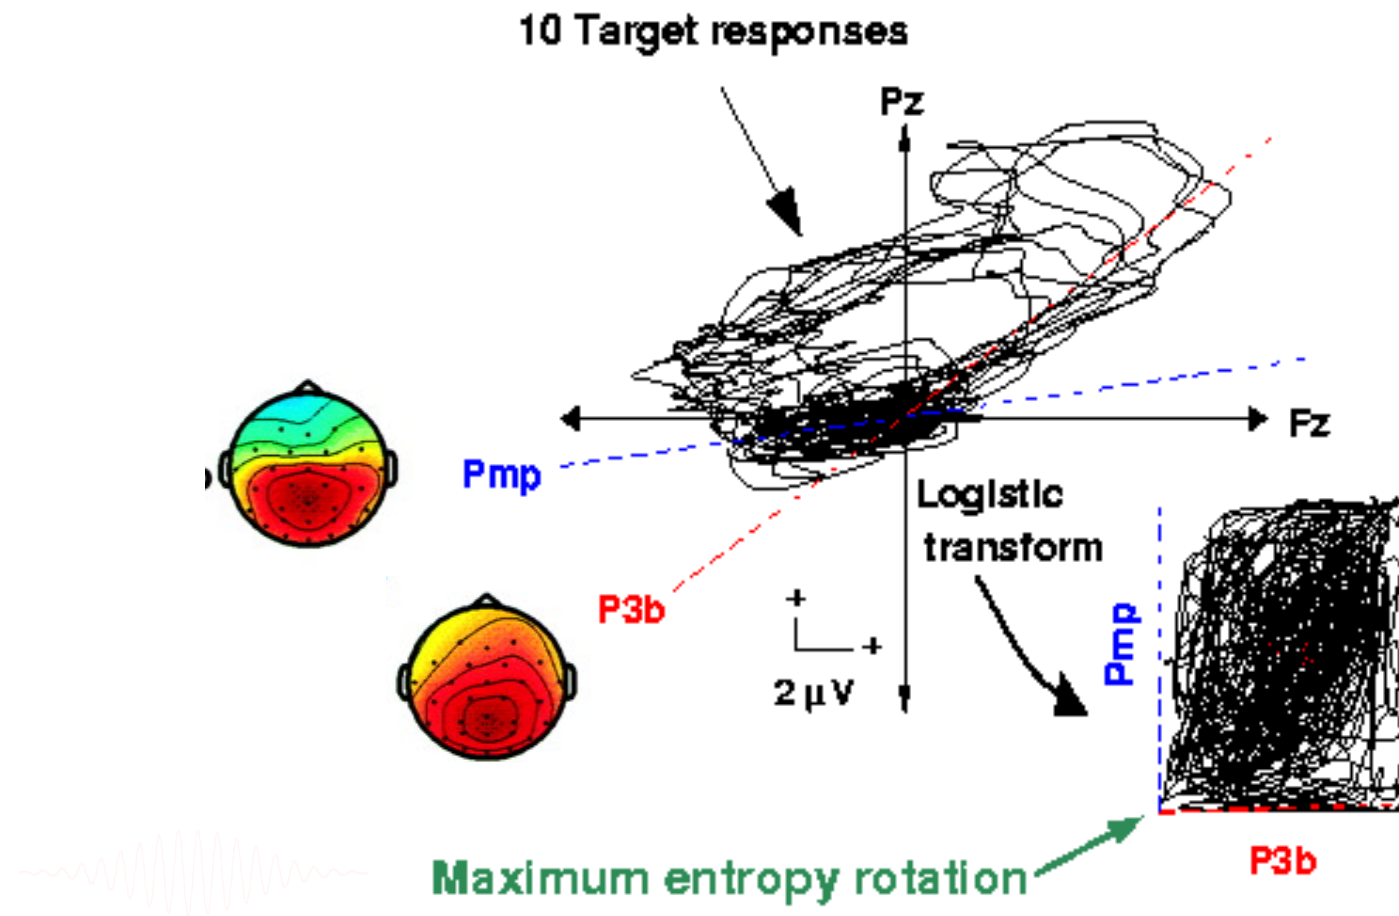 10 Target responses
Pz
Fz
Pmp
Logistic
transform
P3b
+
+
2 μV
Pmp
P3b
Maximum entropy rotation